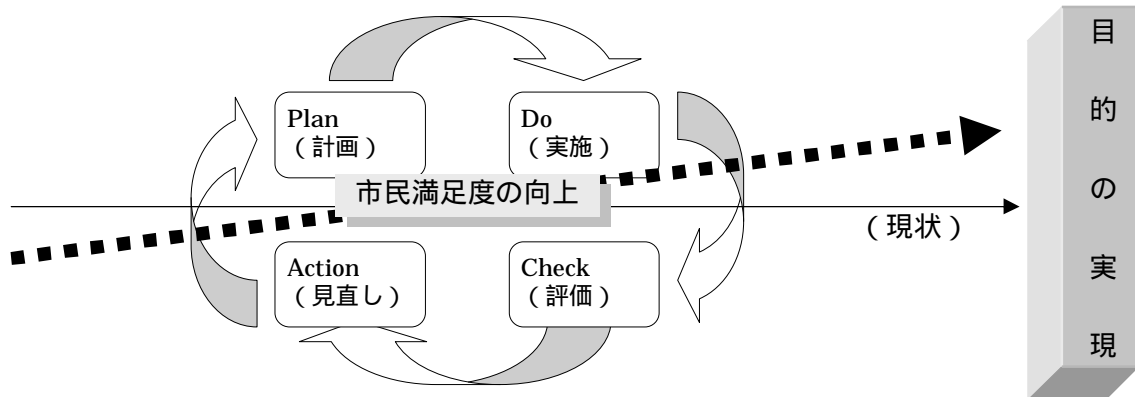 Plan
（計画）
Do
（実施）
市民満足度の向上
（現状）
Action
（見直し）
Check
（評価）
目的の実現